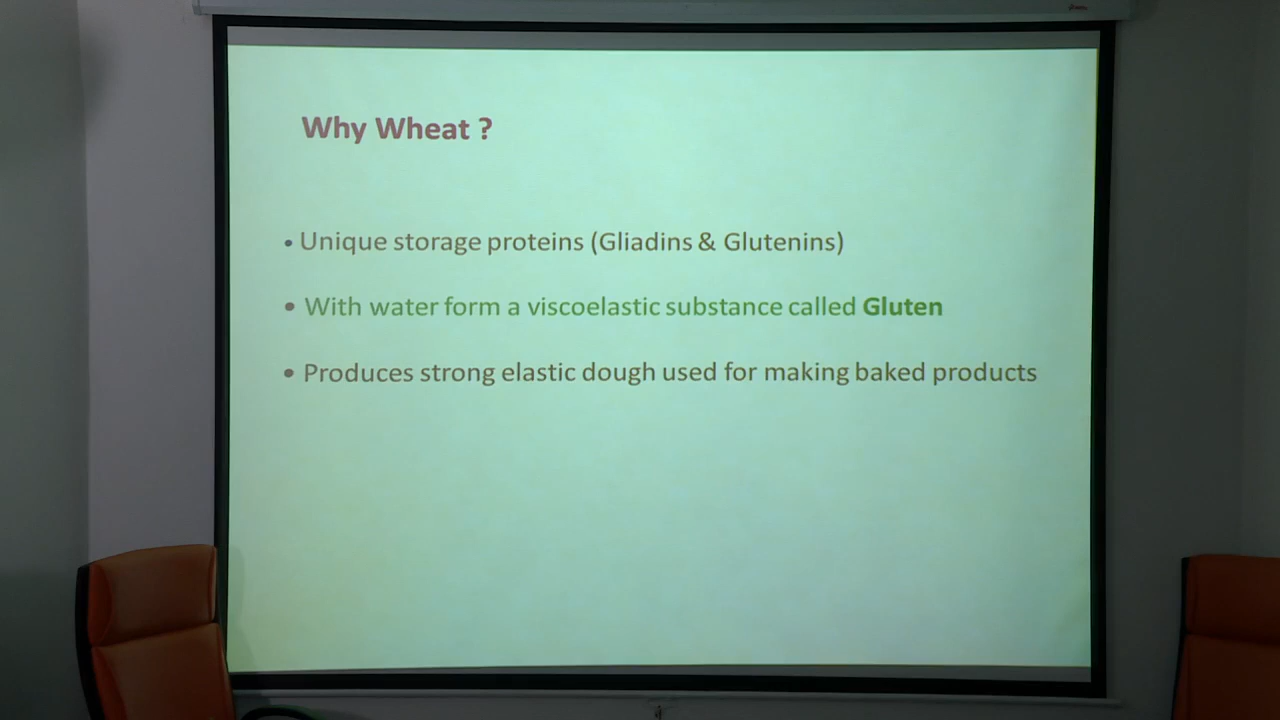 Why Wheat ?
• Unique storage proteins (Gliadins & Glutenins)
• With water form a viscoelastic substance called Gluten
• Produces strong elastic dough used for making baked products